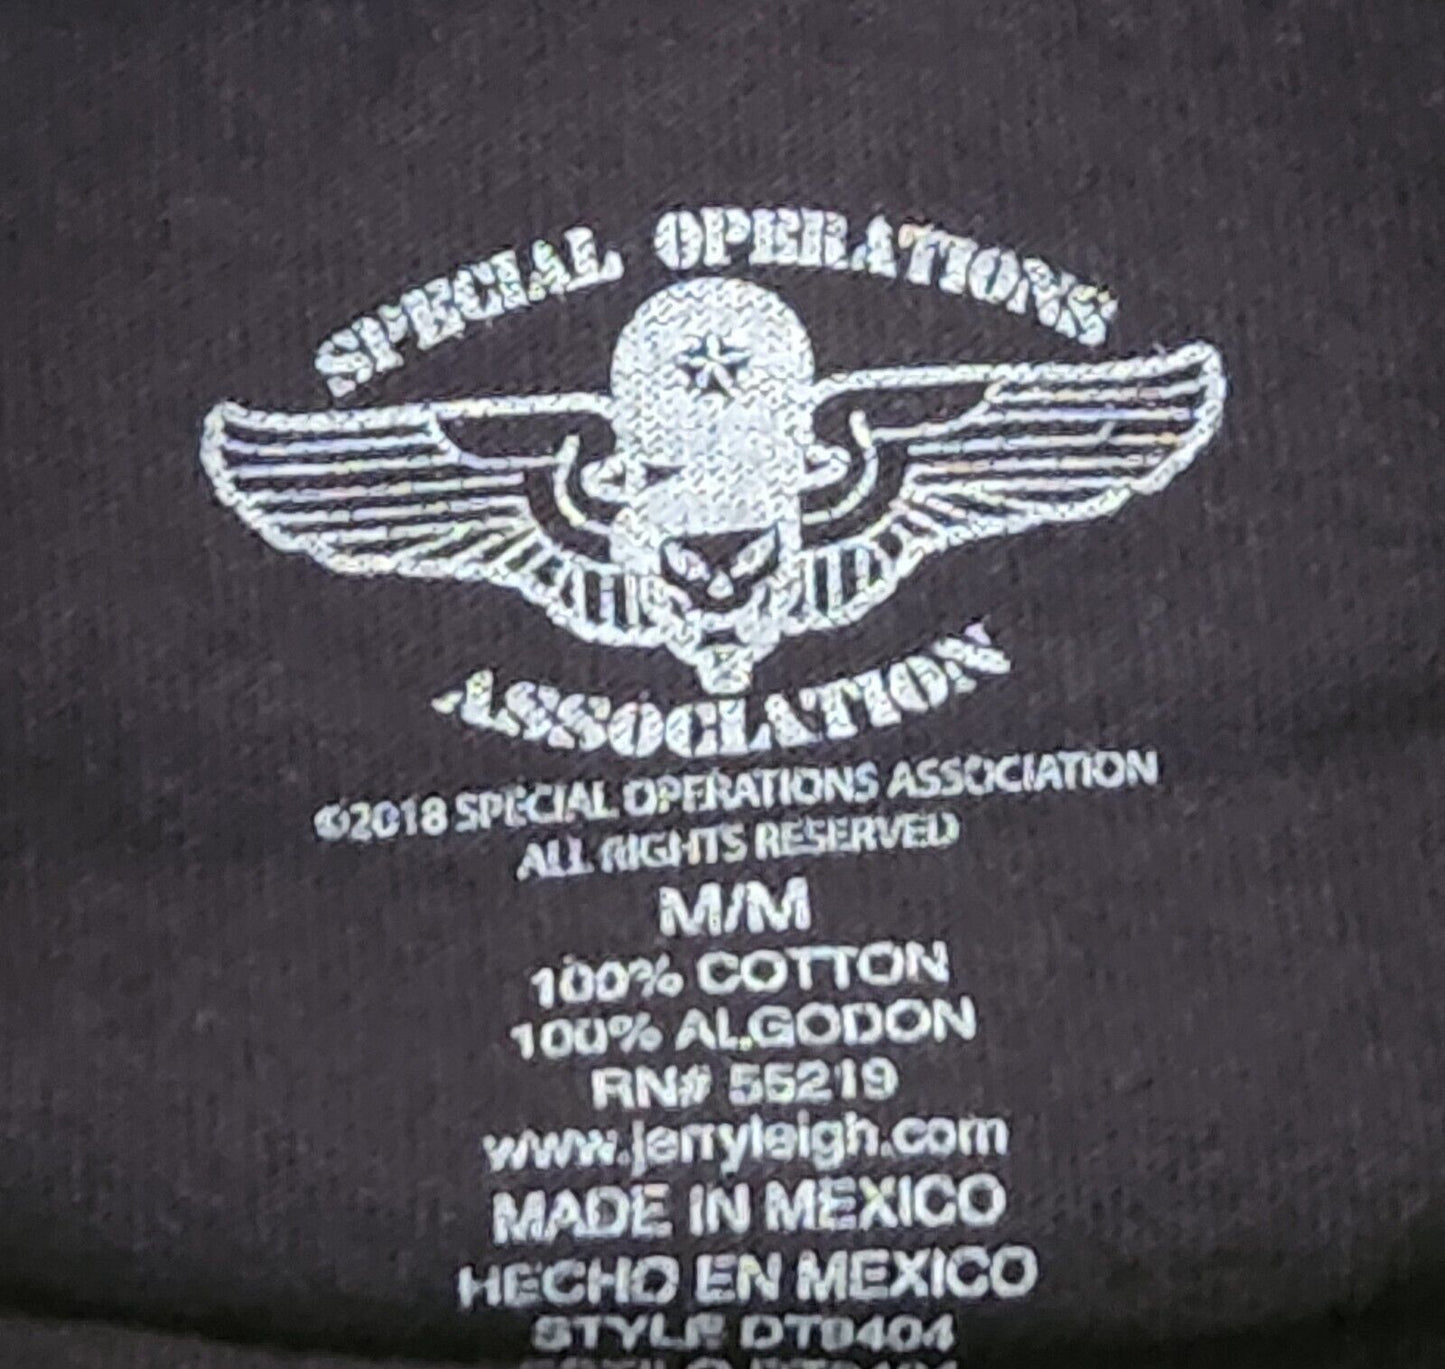 SPECIAL OPERATIONS
ASSOCIATION
©2018 SPECIAL OPERATIONS ASSOCIATION
ALL RIGHTS RESERVED
M/M
100% COTTON
100% ALGODON
RN# 55219
www.jerryleigh.com
MADE IN MEXICO
HECHO EN MEXICO
STYLE